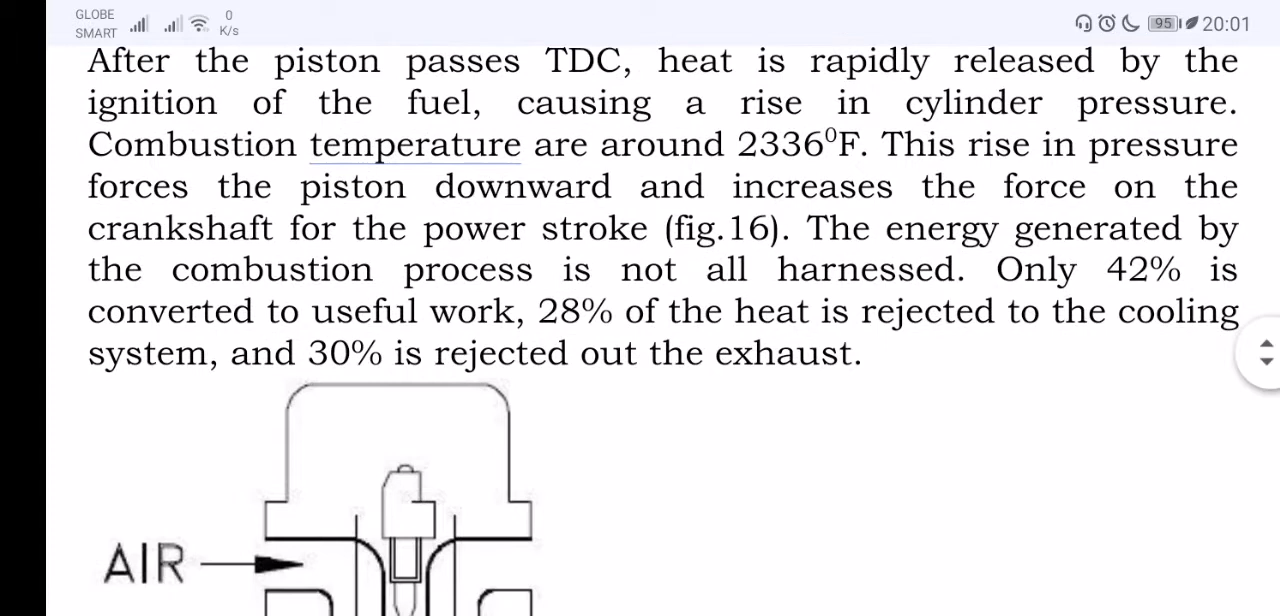 GLOBE
SMART
0
K/s
95
20:01
After the piston passes TDC, heat is rapidly released by the
ignition of the fuel, causing a rise in cylinder pressure.
Combustion temperature are around 2336⁰F. This rise in pressure
forces the piston downward and increases the force on the
crankshaft for the power stroke (fig.16). The energy generated by
the combustion process is not all harnessed. Only 42% is
converted to useful work, 28% of the heat is rejected to the cooling
system, and 30% is rejected out the exhaust.
AIR